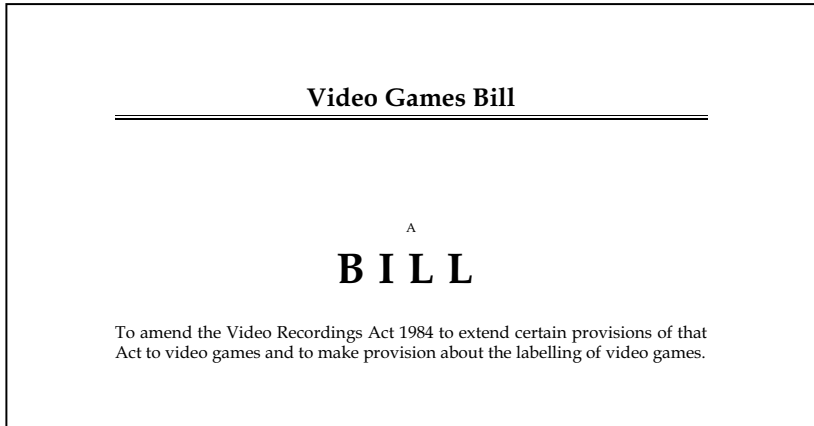 Video Games Bill
A
BILL
To amend the Video Recordings Act 1984 to extend certain provisions of that
Act to video games and to make provision about the labelling of video games.